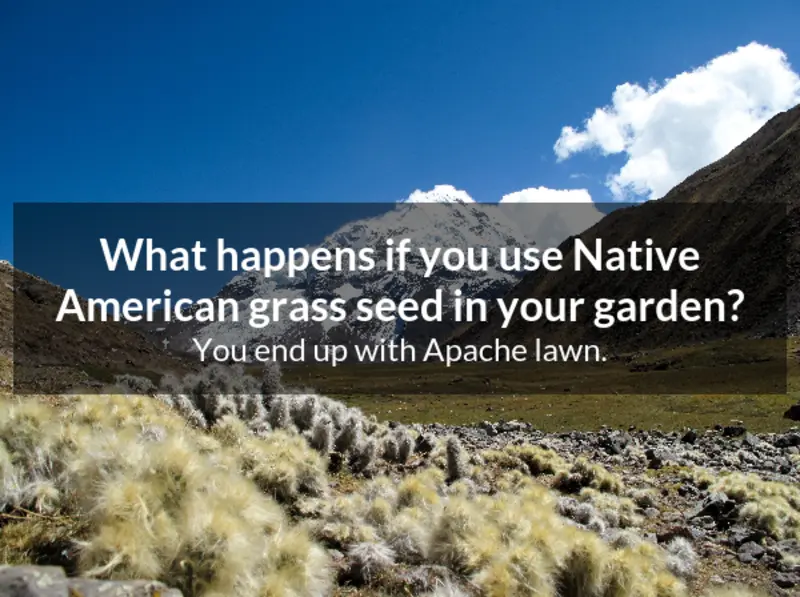 What happens if you use Native
American grass seed in your garden?
You end up with Apache lawn.